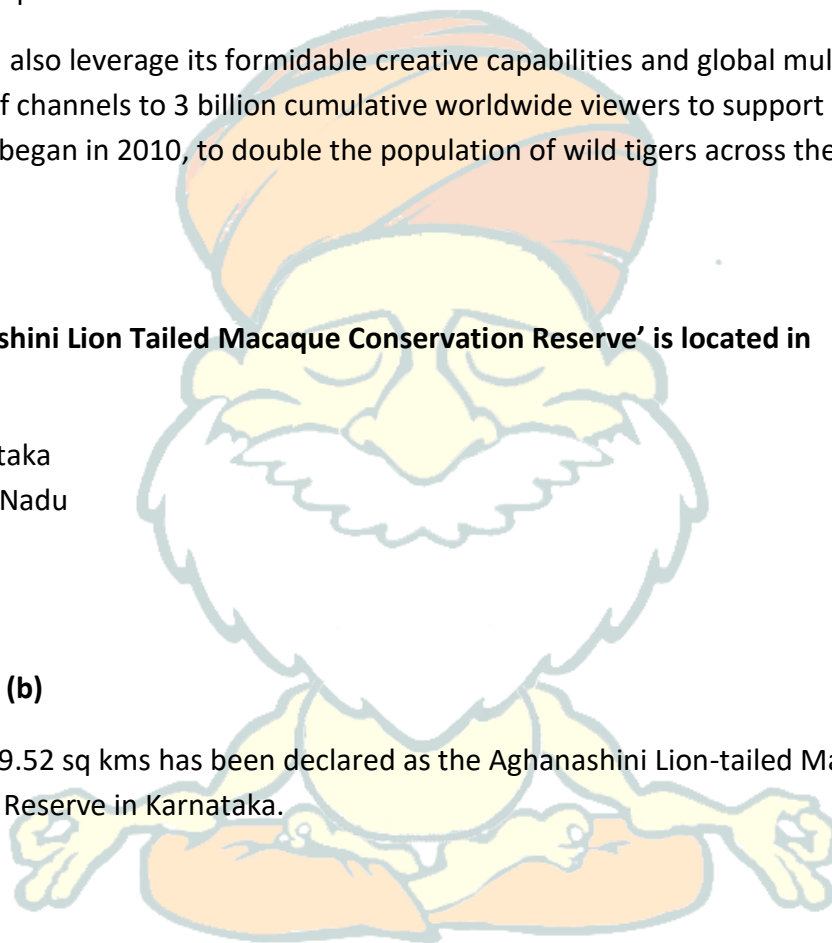 also leverage its formidable creative capabilities and global mul
f channels to 3 billion cumulative worldwide viewers to support
began in 2010, to double the population of wild tigers across the
shini Lion Tailed Macaque Conservation Reserve’ is located in
taka
Nadu
(b)
9.52 sq kms has been declared as the Aghanashini Lion-tailed Ma
Reserve in Karnataka.